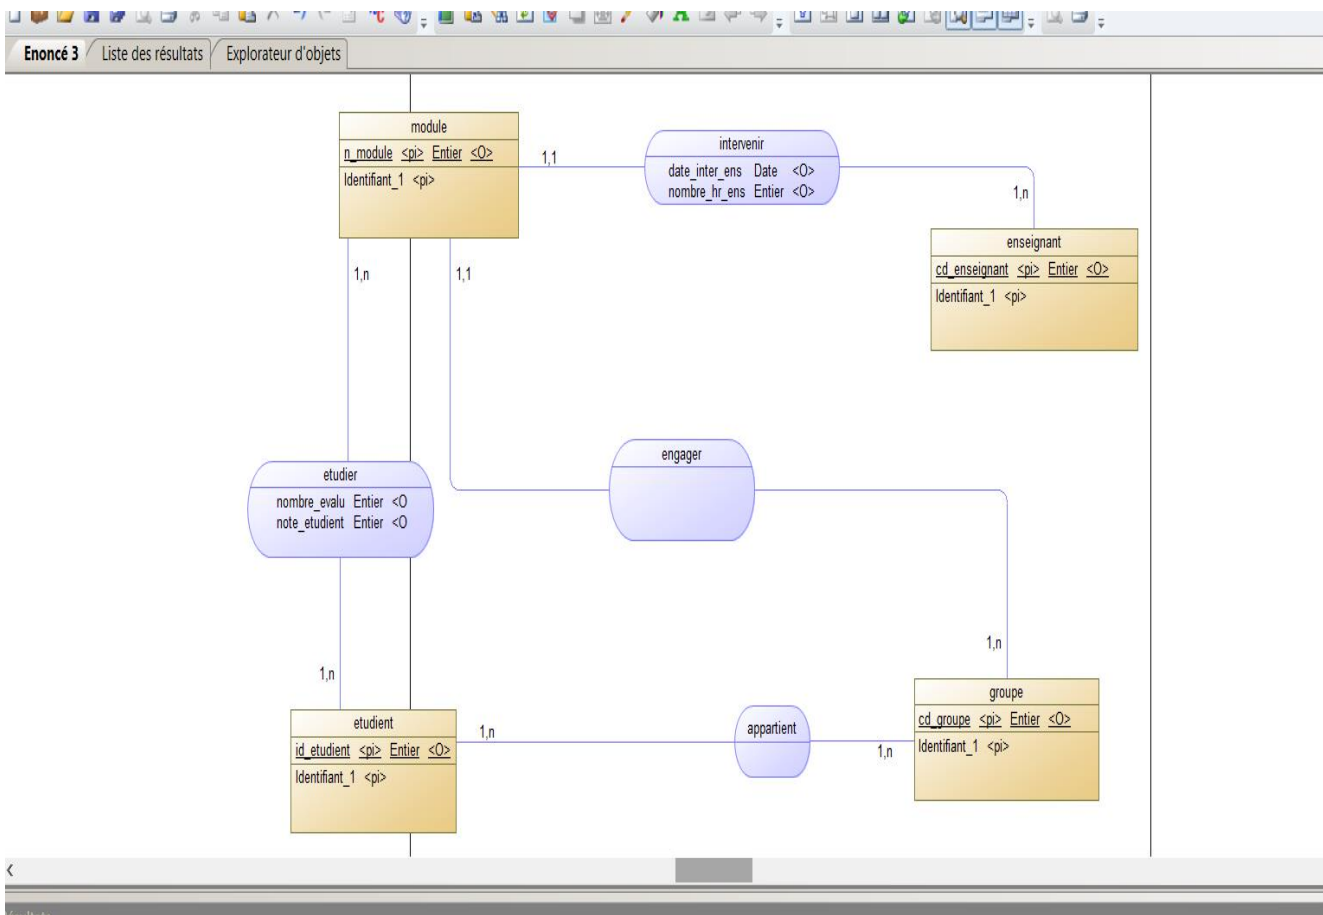 Enoncé 3 Liste des résultats Explorateur d'objets
module
n_module <pi> Entier <O>
Identifiant_1 <pi>
1,1
intervenir
date_inter_ens Date <O>
nombre_hr_ens Entier <O>
1,n
enseignant
cd_enseignant <pi> Entier <O>
Identifiant_1 <pi>
1,n
1,1
etudier
nombre_evalu Entier <O
note_etudient Entier <O
engager
1,n
1,n
etudient
id_etudient <pi> Entier <O>
Identifiant_1 <pi>
1,n
appartient
1,n
groupe
cd_groupe <pi> Entier <O>
Identifiant_1 <pi>